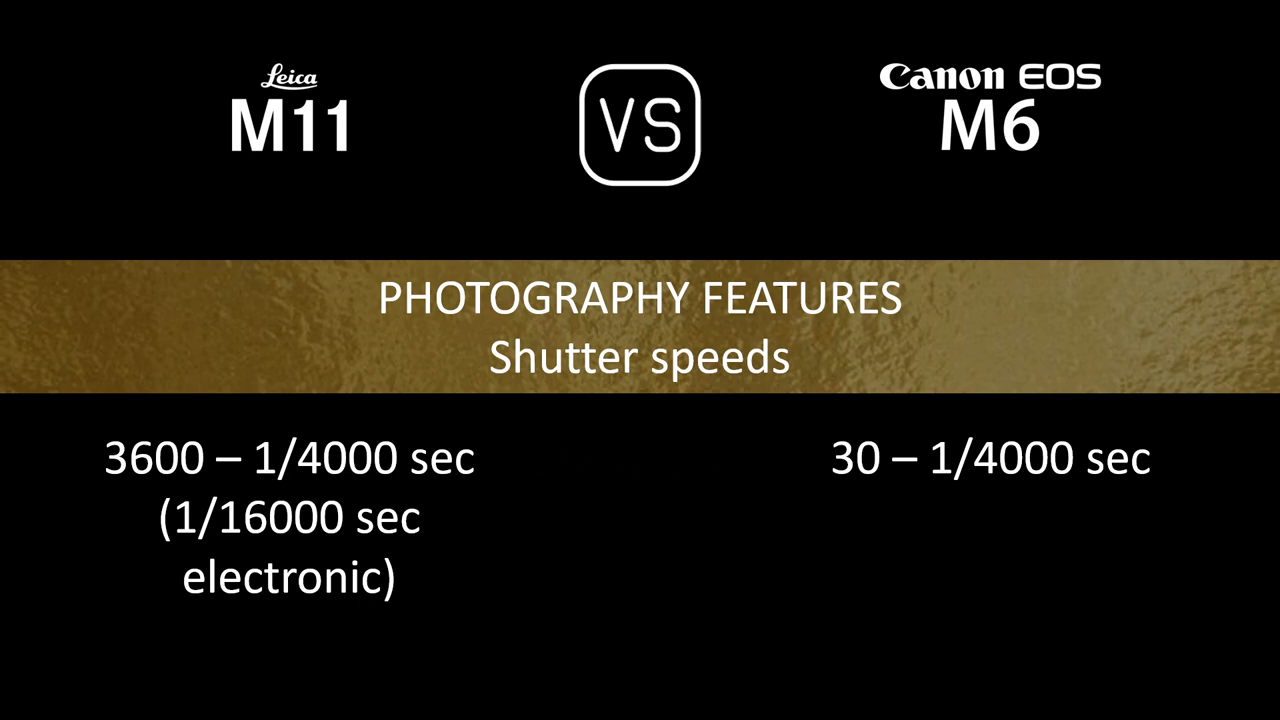 Leica
M11
VS
Canon EOS
M6
PHOTOGRAPHY FEATURES
Shutter speeds
3600 – 1/4000 sec
(1/16000 sec
electronic)
30 – 1/4000 sec